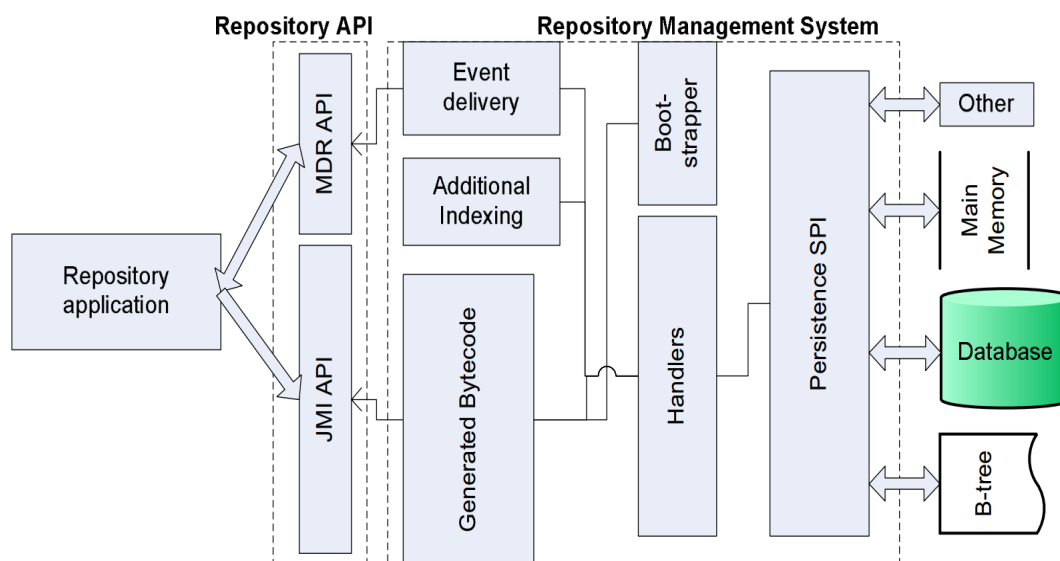 Repository API
Repository Management System
Event
delivery
Boot-
strapper
Other
MDR API
Additional
Indexing
Main
Memory
Repository
application
Persistence SPI
Database
JMI API
Generated Bytecode
Handlers
B-tree